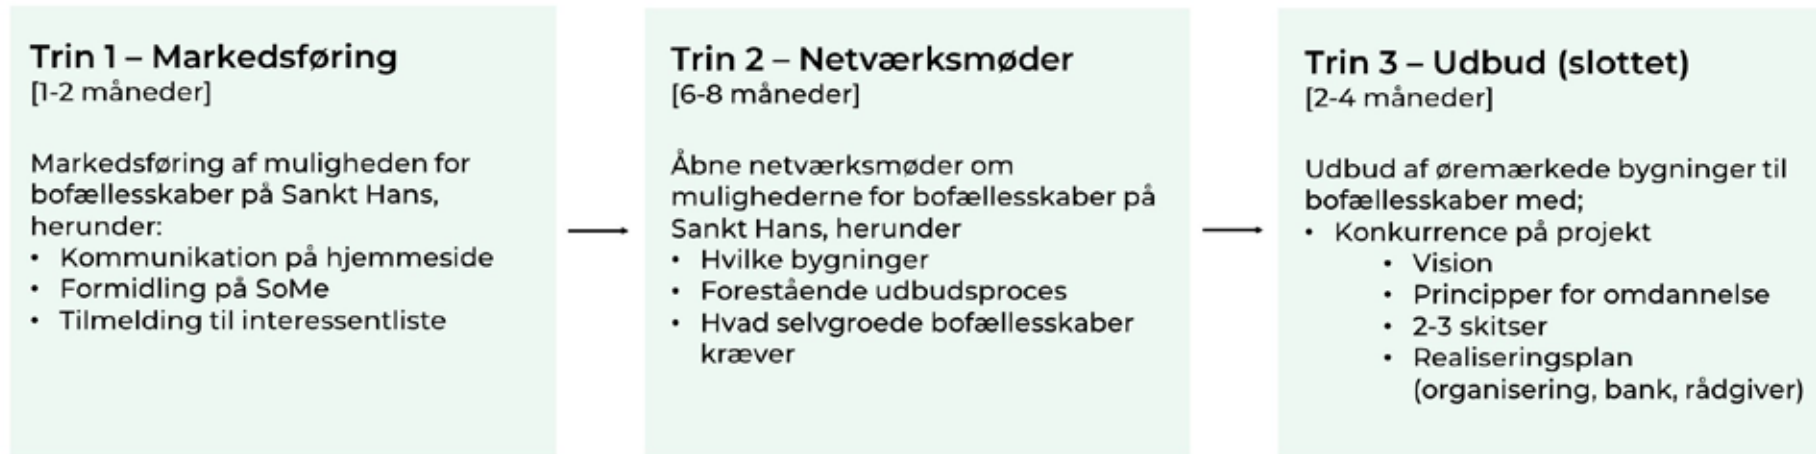 Trin 1 – Markedsføring
[1-2 måneder]
Markedsføring af muligheden for
bofællesskaber på Sankt Hans,
herunder:
• Kommunikation på hjemmeside
• Formidling på SoMe
• Tilmelding til interessentliste
Trin 2 – Netværksmøder
[6-8 måneder]
Åbne netværksmøder om
mulighederne for bofællesskaber på
Sankt Hans, herunder
• Hvilke bygninger
• Forestående udbudsproces
• Hvad selvgroede bofællesskaber
kræver
Trin 3 – Udbud (slottet)
[2-4 måneder]
Udbud af øremærkede bygninger til
bofællesskaber med;
• Konkurrence på projekt
• Vision
• Principper for omdannelse
• 2-3 skitser
• Realiseringsplan
(organisering, bank, rådgiver)